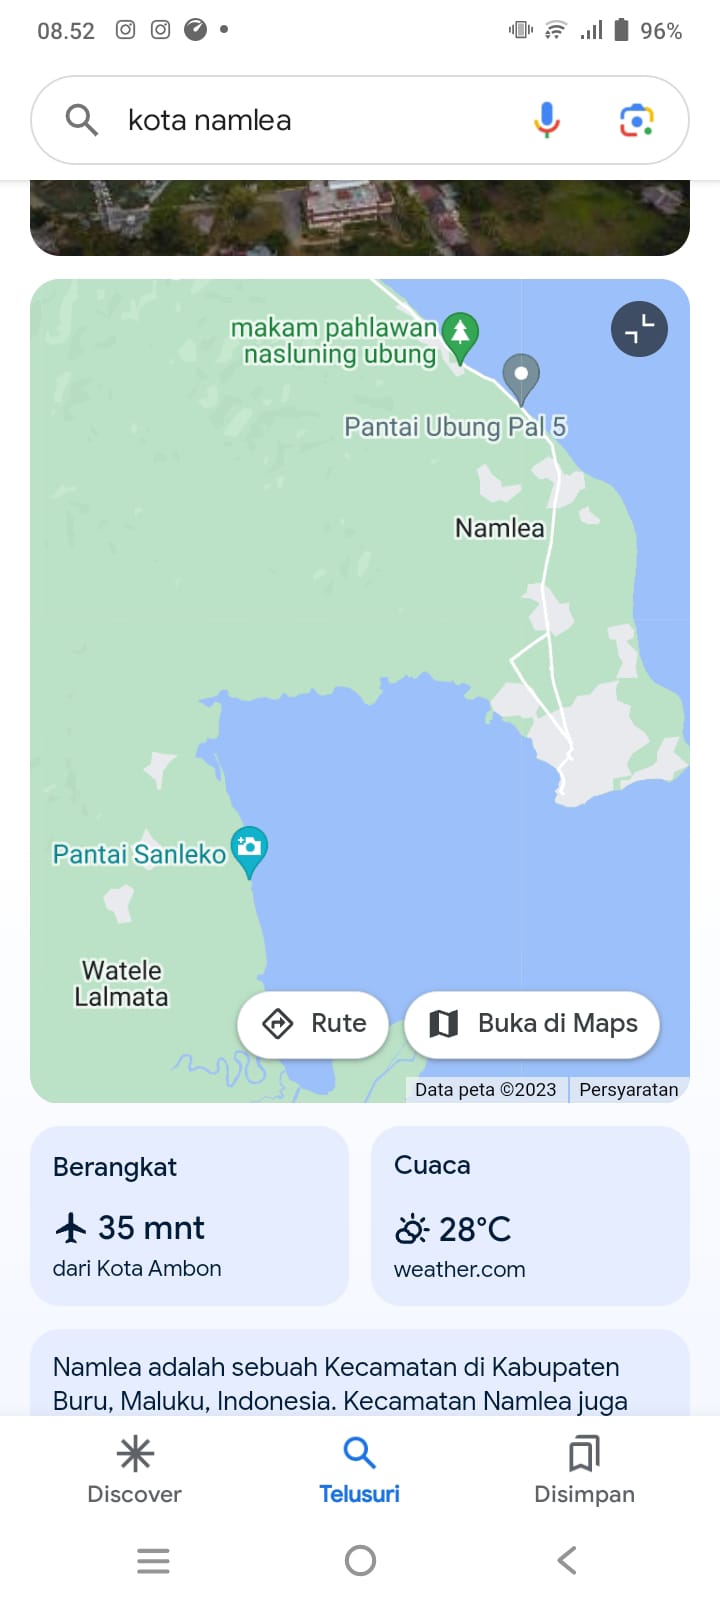 08.52
96%
kota namlea
makam pahlawan
nasluning ubung
Pantai Ubung Pal 5
Namlea
Pantai Sanleko
Watele
Lalmata
Rute
Buka di Maps
Data peta ©2023
Persyaratan
Berangkat
35 mnt
dari Kota Ambon
Cuaca
28°C
weather.com
Namlea adalah sebuah Kecamatan di Kabupaten
Buru, Maluku, Indonesia. Kecamatan Namlea juga
Discover
Telusuri
Disimpan